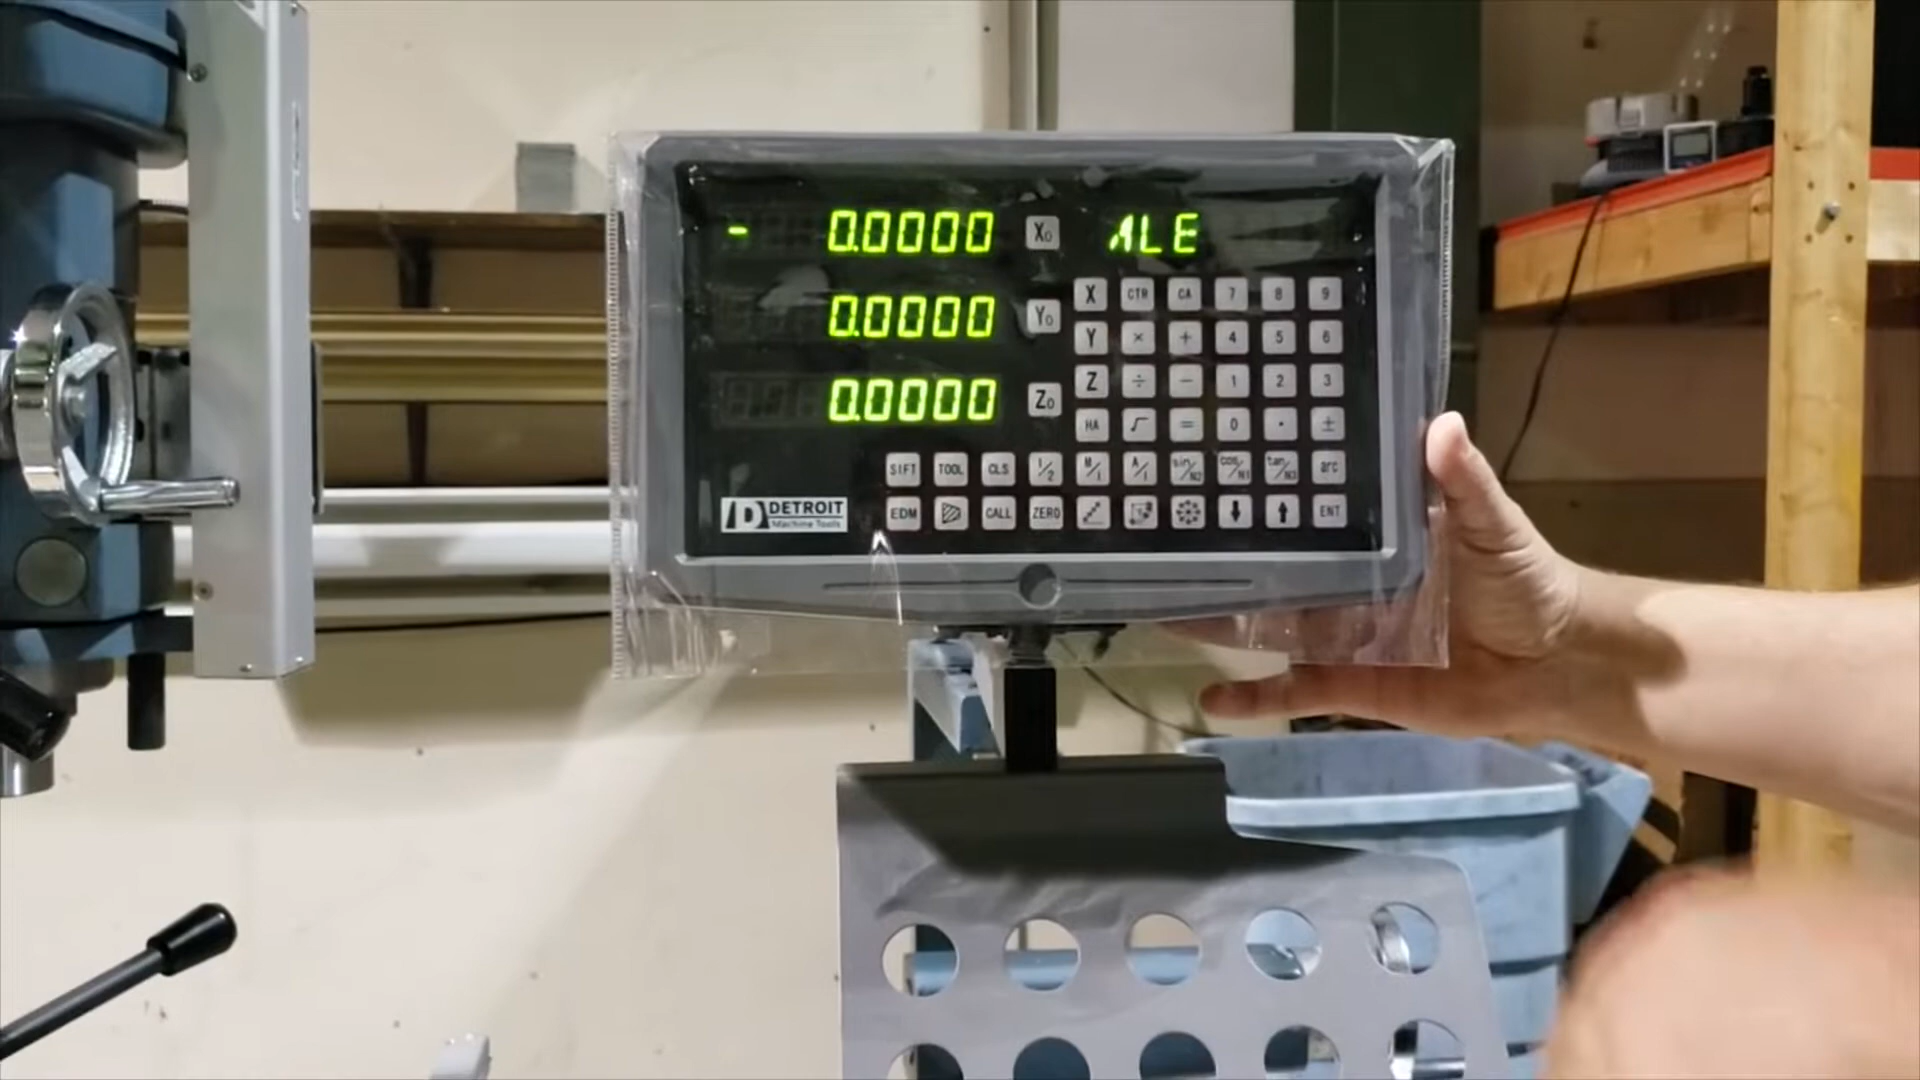 - 0.0000 X0 ALE
0.0000 Y0
0.0000 Z0
X CTR CA 7 8 9
Y × + 4 5 6
Z ÷ − 1 2 3
HA √ = 0 . ±
SIFT TOOL CLS 1/2 M/I A/I sin/N2 cos/N1 tan/N3 arc
EDM CALL ZERO ENT
D DETROIT
Machine Tools